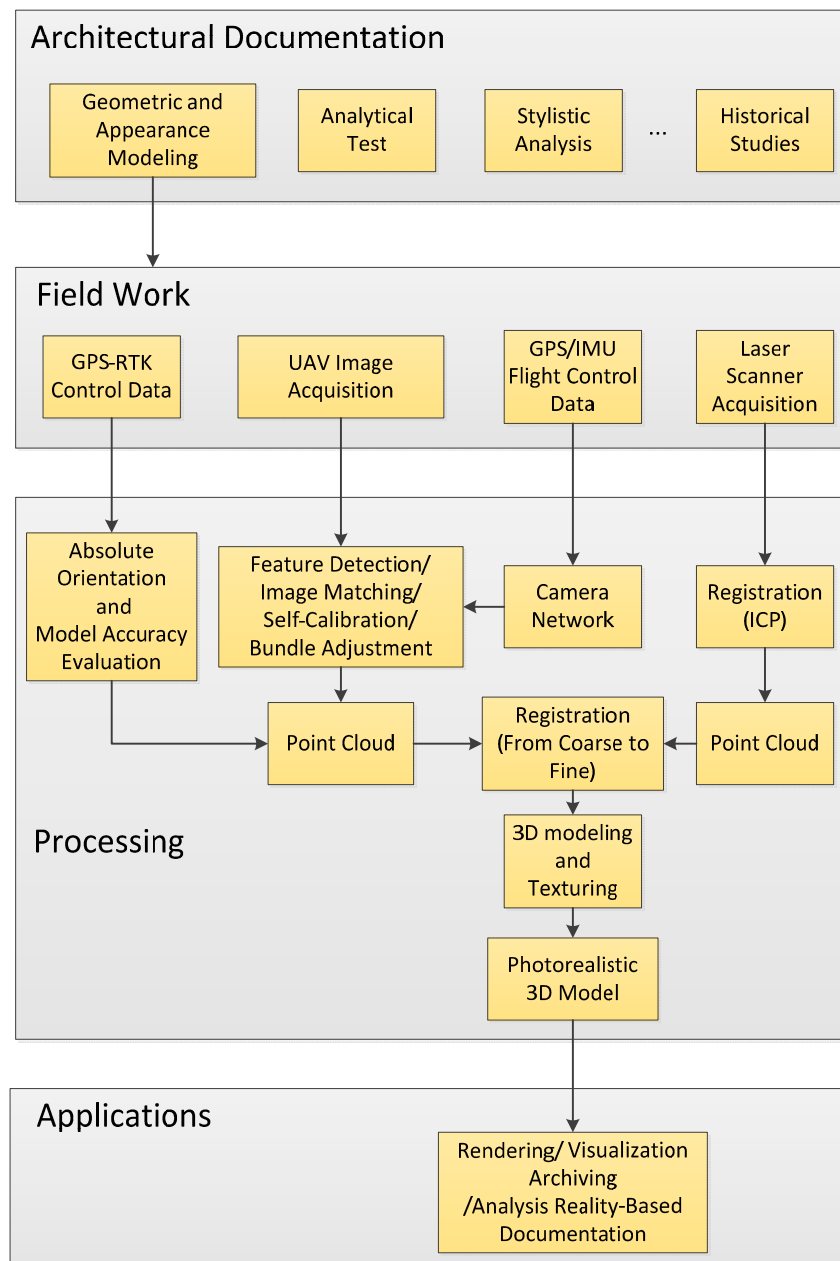 Architectural Documentation
Geometric and
Appearance
Modeling
Analytical
Test
Stylistic
Analysis
...
Historical
Studies
Field Work
GPS-RTK
Control Data
UAV Image
Acquisition
GPS/IMU
Flight Control
Data
Laser
Scanner
Acquisition
Absolute
Orientation
and
Model Accuracy
Evaluation
Feature Detection/
Image Matching/
Self-Calibration/
Bundle Adjustment
Camera
Network
Registration
(ICP)
Point Cloud
Registration
(From Coarse to
Fine)
Point Cloud
Processing
3D modeling
and
Texturing
Photorealistic
3D Model
Applications
Rendering/ Visualization
Archiving
/Analysis Reality-Based
Documentation